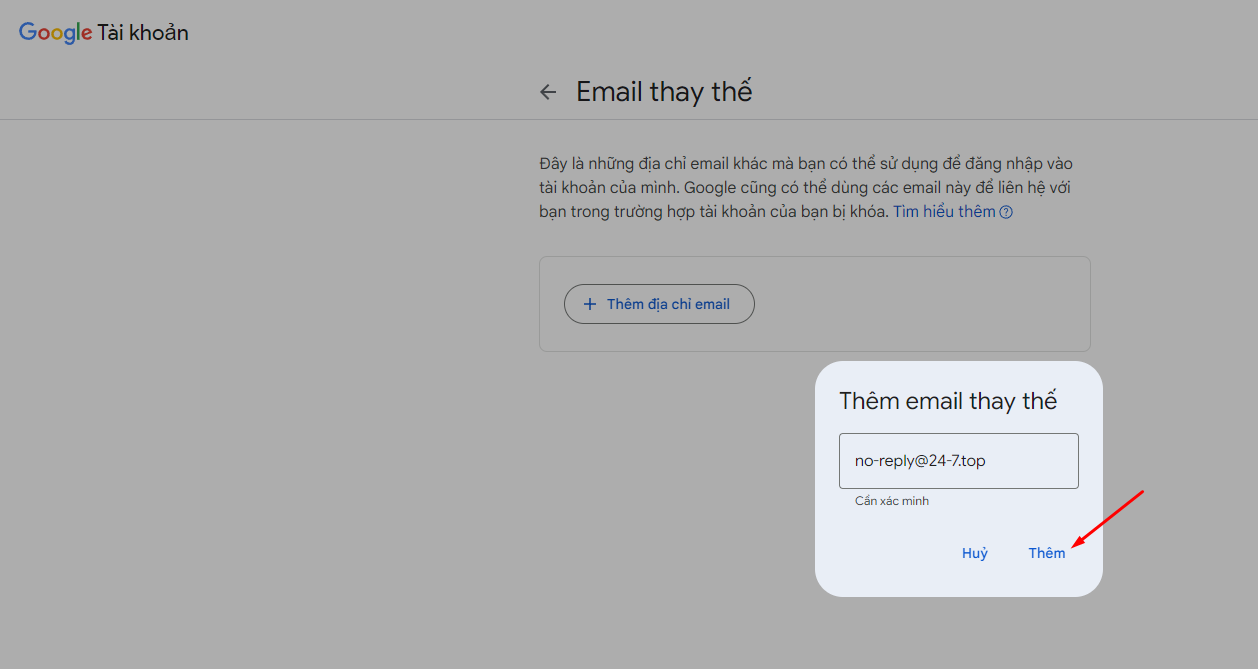 Google Tài khoản
Email thay thế
Đây là những địa chỉ email khác mà bạn có thể sử dụng để đăng nhập vào
tài khoản của mình. Google cũng có thể dùng các email này để liên hệ với
bạn trong trường hợp tài khoản của bạn bị khóa. Tìm hiểu thêm
Thêm địa chỉ email
Thêm email thay thế
no-reply@24-7.top
Cần xác minh
Huỷ Thêm